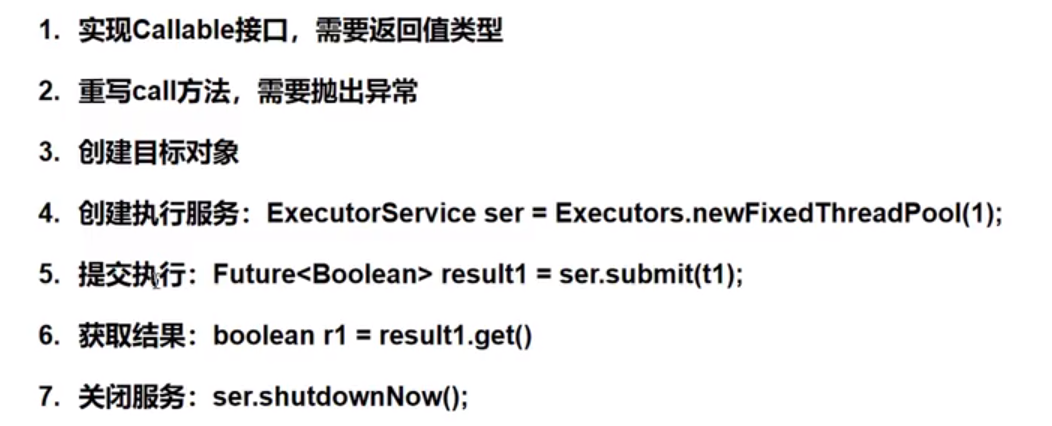 1. 实现Callable接口，需要返回值类型
2. 重写call方法，需要抛出异常
3. 创建目标对象
4. 创建执行服务：ExecutorService ser = Executors.newFixedThreadPool(1);
5. 提交执行：Future<Boolean> result1 = ser.submit(t1);
6. 获取结果：boolean r1 = result1.get()
7. 关闭服务：ser.shutdownNow();